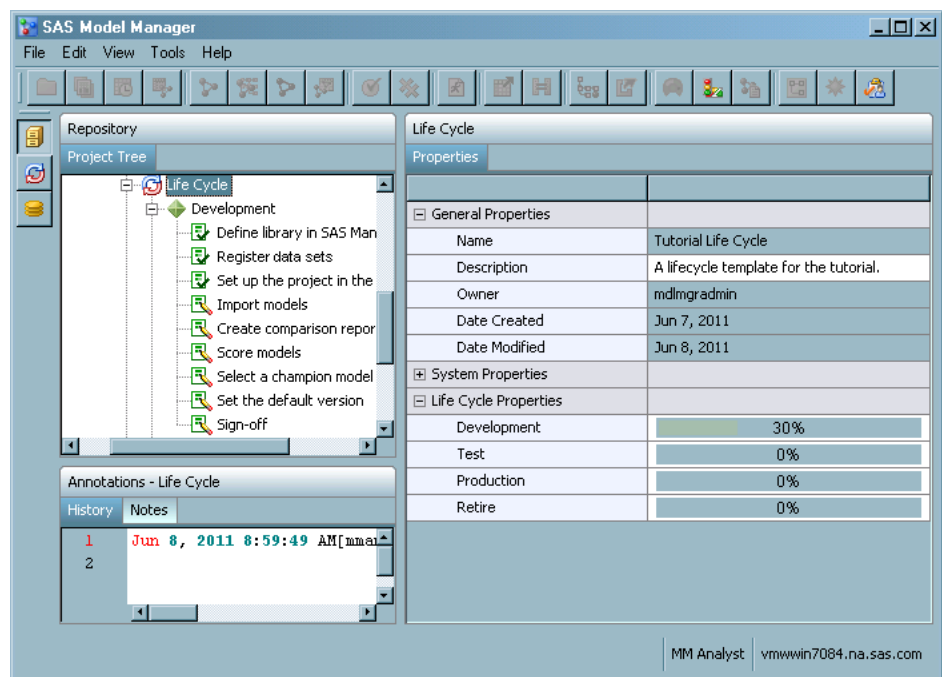 SAS Model Manager
File Edit View Tools Help
Repository
Project Tree
Life Cycle
Development
Define library in SAS Man
Register data sets
Set up the project in the
Import models
Create comparison repor
Score models
Select a champion model
Set the default version
Sign-off
Annotations - Life Cycle
History Notes
1 Jun 8, 2011 8:59:49 AM[mma
2
Life Cycle
Properties
General Properties
Name Tutorial Life Cycle
Description A lifecycle template for the tutorial.
Owner mdlmgradmin
Date Created Jun 7, 2011
Date Modified Jun 8, 2011
System Properties
Life Cycle Properties
Development 30%
Test 0%
Production 0%
Retire 0%
MM Analyst vmwwin7084.na.sas.com